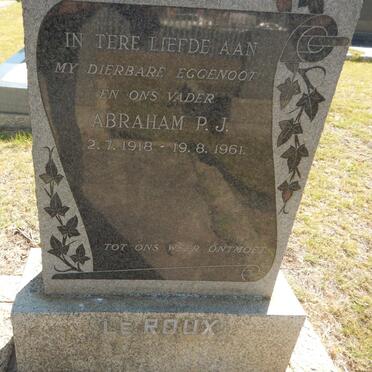 IN TERE LIEFDE AAN
MY DIERBARE EGGENOOT
EN ONS VADER
ABRAHAM P. J.
2. 7. 1918 - 19. 8. 1961.
TOT ONS WEER ONTMOET
LE ROUX